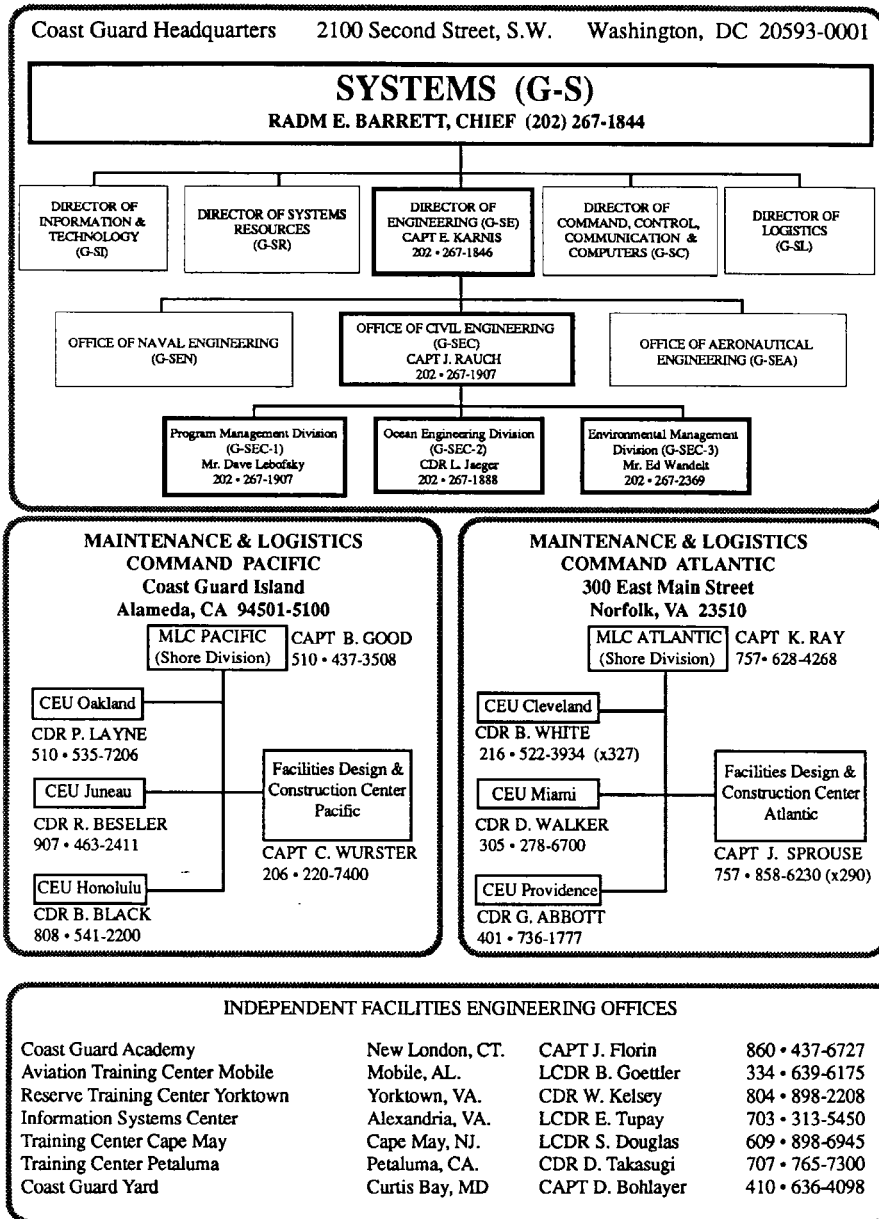 Coast Guard Headquarters 2100 Second Street, S.W. Washington, DC 20593-0001
SYSTEMS (G-S)
RADM E. BARRETT, CHIEF (202) 267-1844
DIRECTOR OF
INFORMATION &
TECHNOLOGY
(G-SI)
DIRECTOR OF SYSTEMS
RESOURCES
(G-SR)
DIRECTOR OF
ENGINEERING (G-SE)
CAPT E. KARNIS
202 • 267-1846
DIRECTOR OF
COMMAND, CONTROL,
COMMUNICATION &
COMPUTERS (G-SC)
DIRECTOR OF
LOGISTICS
(G-SL)
OFFICE OF NAVAL ENGINEERING
(G-SEN)
OFFICE OF CIVIL ENGINEERING
(G-SEC)
CAPT J. RAUCH
202 • 267-1907
OFFICE OF AERONAUTICAL
ENGINEERING (G-SEA)
Program Management Division
(G-SEC-1)
Mr. Dave Lebofsky
202 • 267-1907
Ocean Engineering Division
(G-SEC-2)
CDR L. Jaeger
202 • 267-1888
Environmental Management
Division (G-SEC-3)
Mr. Ed Wandelt
202 • 267-2369
MAINTENANCE & LOGISTICS
COMMAND PACIFIC
Coast Guard Island
Alameda, CA 94501-5100
MLC PACIFIC
(Shore Division)
CAPT B. GOOD
510 • 437-3508
CEU Oakland
CDR P. LAYNE
510 • 535-7206
CEU Juneau
CDR R. BESELER
907 • 463-2411
CEU Honolulu
CDR B. BLACK
808 • 541-2200
Facilities Design &
Construction Center
Pacific
CAPT C. WURSTER
206 • 220-7400
MAINTENANCE & LOGISTICS
COMMAND ATLANTIC
300 East Main Street
Norfolk, VA 23510
MLC ATLANTIC
(Shore Division)
CAPT K. RAY
757• 628-4268
CEU Cleveland
CDR B. WHITE
216 • 522-3934 (x327)
CEU Miami
CDR D. WALKER
305 • 278-6700
CEU Providence
CDR G. ABBOTT
401 • 736-1777
Facilities Design &
Construction Center
Atlantic
CAPT J. SPROUSE
757 • 858-6230 (x290)
INDEPENDENT FACILITIES ENGINEERING OFFICES
Coast Guard Academy New London, CT. CAPT J. Florin 860 • 437-6727
Aviation Training Center Mobile Mobile, AL. LCDR B. Goettler 334 • 639-6175
Reserve Training Center Yorktown Yorktown, VA. CDR W. Kelsey 804 • 898-2208
Information Systems Center Alexandria, VA. LCDR E. Tupay 703 • 313-5450
Training Center Cape May Cape May, NJ. LCDR S. Douglas 609 • 898-6945
Training Center Petaluma Petaluma, CA. CDR D. Takasugi 707 • 765-7300
Coast Guard Yard Curtis Bay, MD CAPT D. Bohlayer 410 • 636-4098